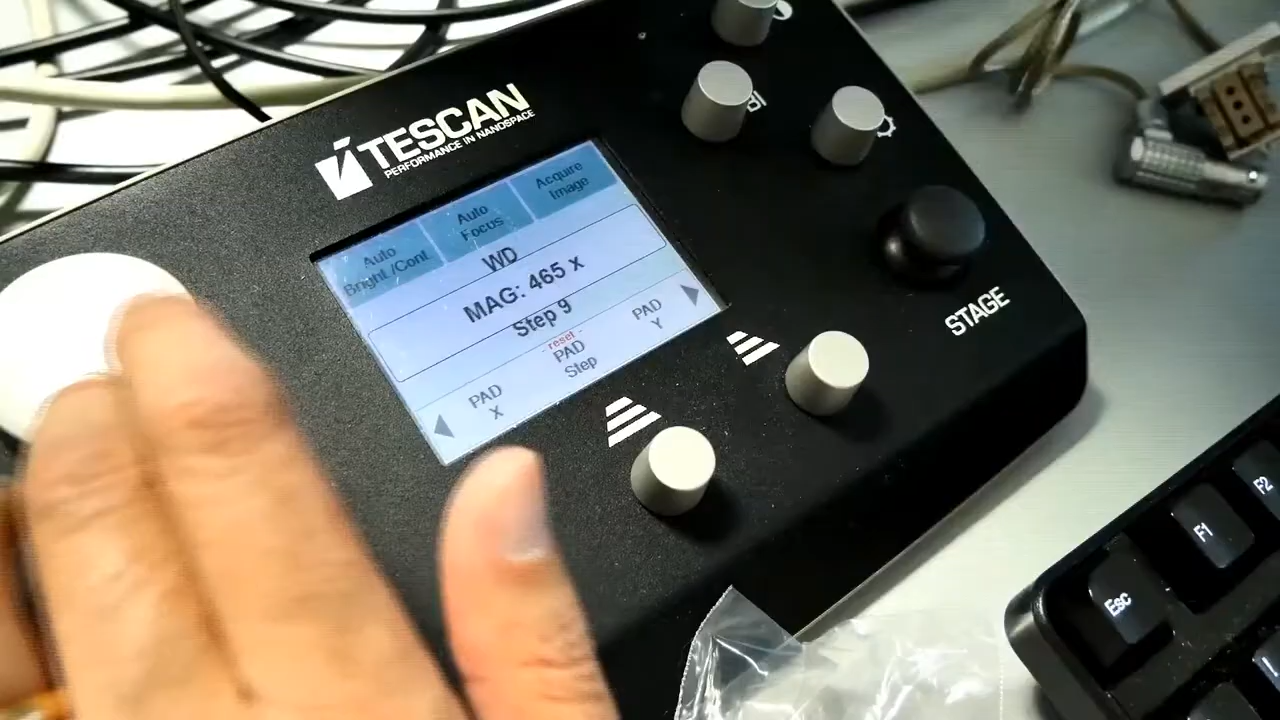 TESCAN
PERFORMANCE IN NANOSPACE
Auto
Bright /Cont
Auto
Focus
Acquire
Image
WD
MAG: 465 x
Step 9
- reset -
PAD
X
PAD
Step
PAD
Y
STAGE
Esc
F1
F2